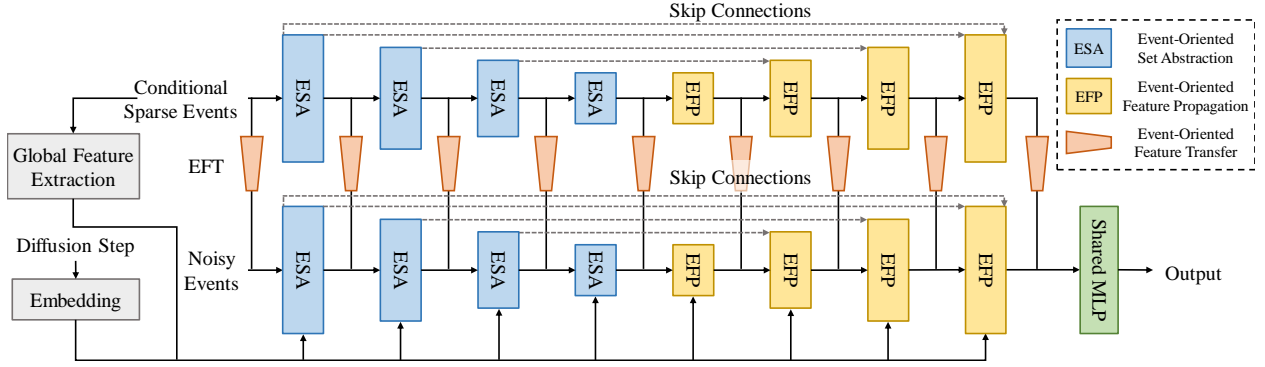 Skip Connections
Conditional
Sparse Events
ESA
ESA
ESA
ESA
EFP
EFP
EFP
EFP
ESA
Event-Oriented
Set Abstraction
EFP
Event-Oriented
Feature Propagation
Event-Oriented
Feature Transfer
Global Feature
Extraction
EFT
Skip Connections
Diffusion Step
Embedding
Noisy
Events
ESA
ESA
ESA
ESA
EFP
EFP
EFP
EFP
Shared MLP
Output